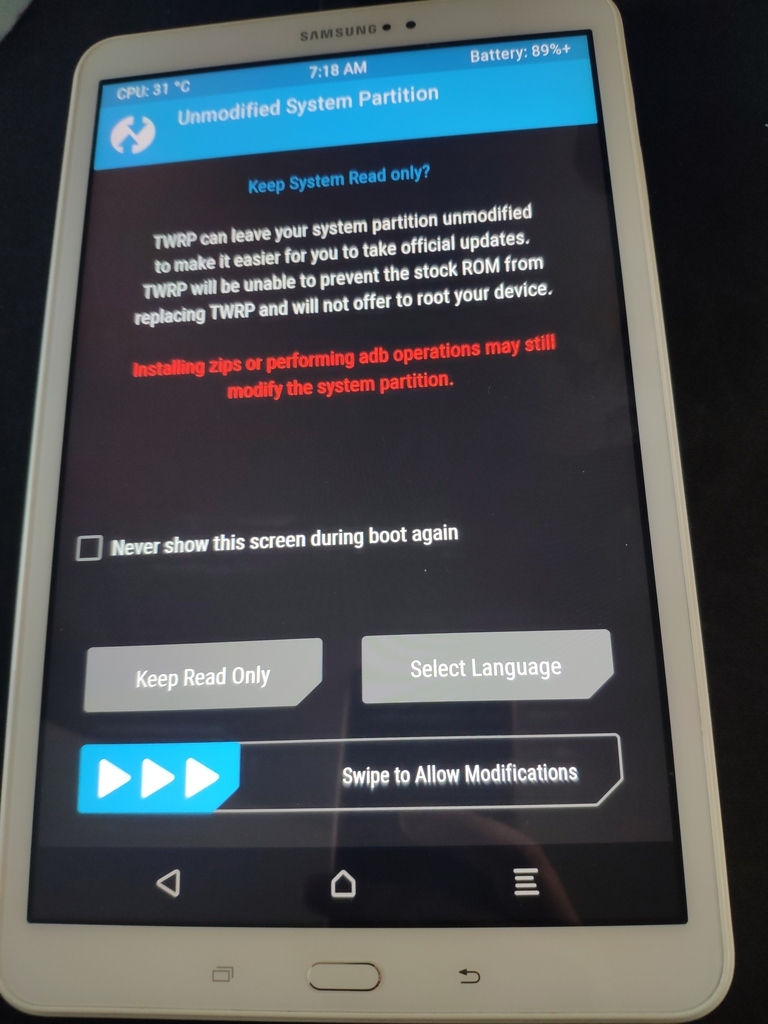 SAMSUNG
CPU: 31 °C
7:18 AM
Battery: 89%+
Unmodified System Partition
Keep System Read only?
TWRP can leave your system partition unmodified
to make it easier for you to take official updates.
TWRP will be unable to prevent the stock ROM from
replacing TWRP and will not offer to root your device.
Installing zips or performing adb operations may still
modify the system partition.
Never show this screen during boot again
Keep Read Only
Select Language
Swipe to Allow Modifications